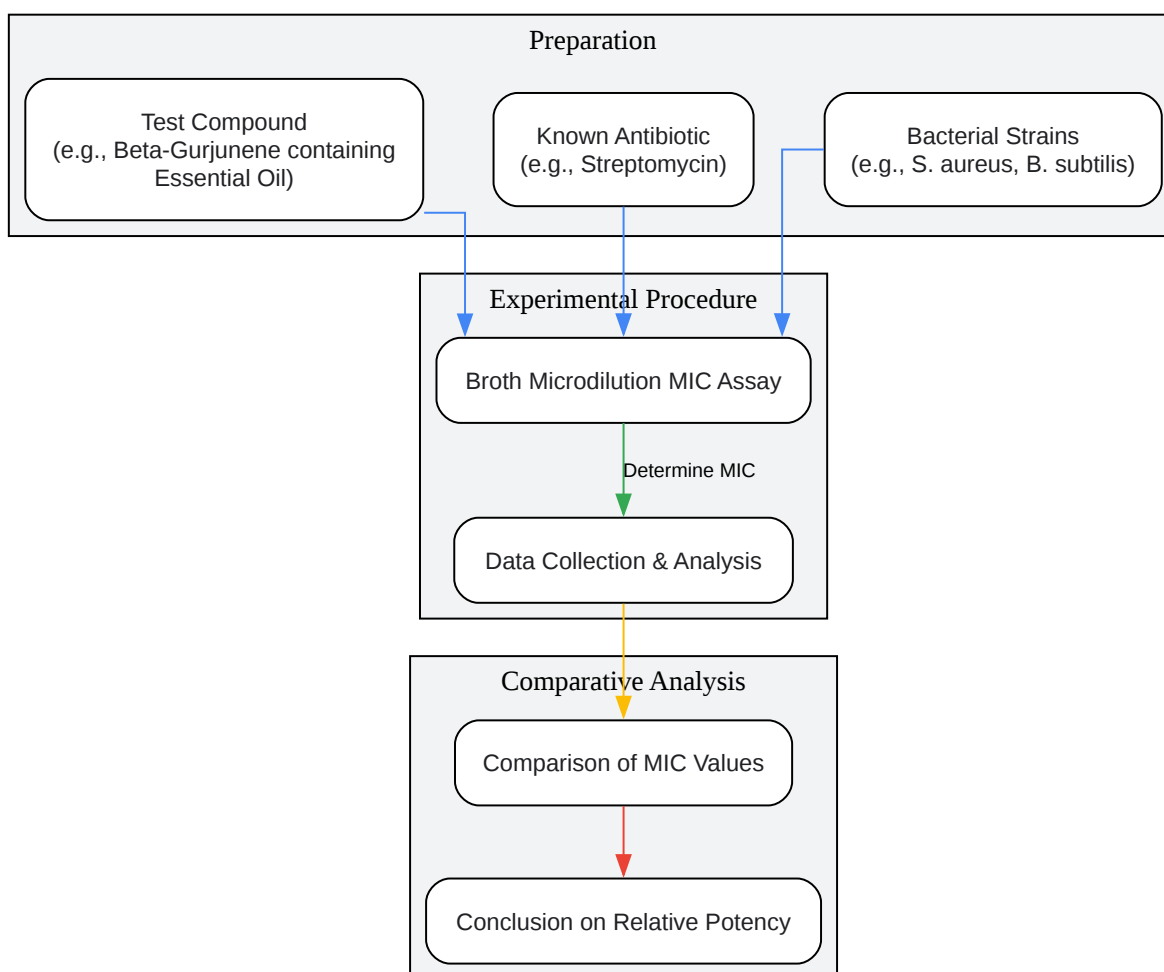 Preparation
Test Compound
(e.g., Beta-Gurjunene containing
Essential Oil)
Known Antibiotic
(e.g., Streptomycin)
Bacterial Strains
(e.g., S. aureus, B. subtilis)
Experimental Procedure
Broth Microdilution MIC Assay
Determine MIC
Data Collection & Analysis
Comparative Analysis
Comparison of MIC Values
Conclusion on Relative Potency